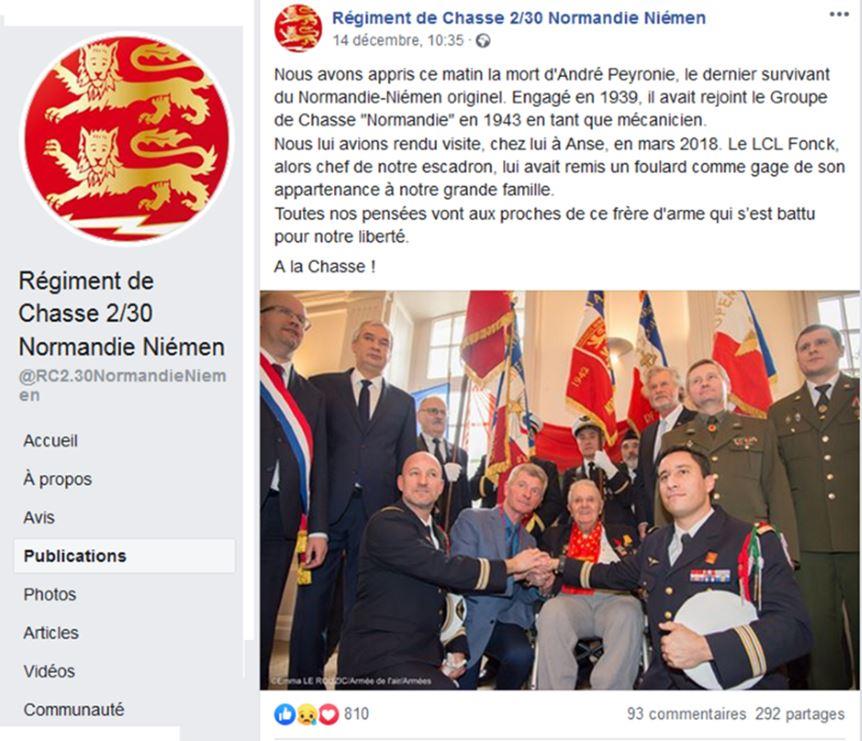 Régiment de
Chasse 2/30
Normandie Niémen
@RC2.30NormandieNiem
en
Accueil
À propos
Avis
Publications
Photos
Articles
Vidéos
Communauté
Régiment de Chasse 2/30 Normandie Niémen
14 décembre, 10:35 ·
Nous avons appris ce matin la mort d'André Peyronie, le dernier survivant
du Normandie-Niémen originel. Engagé en 1939, il avait rejoint le Groupe
de Chasse "Normandie" en 1943 en tant que mécanicien.
Nous lui avions rendu visite, chez lui à Anse, en mars 2018. Le LCL Fonck,
alors chef de notre escadron, lui avait remis un foulard comme gage de son
appartenance à notre grande famille.
Toutes nos pensées vont aux proches de ce frère d'arme qui s'est battu
pour notre liberté.
A la Chasse !
1943
©Emma LE ROUZIC/Armée de l'air/Armées
810
93 commentaires 292 partages